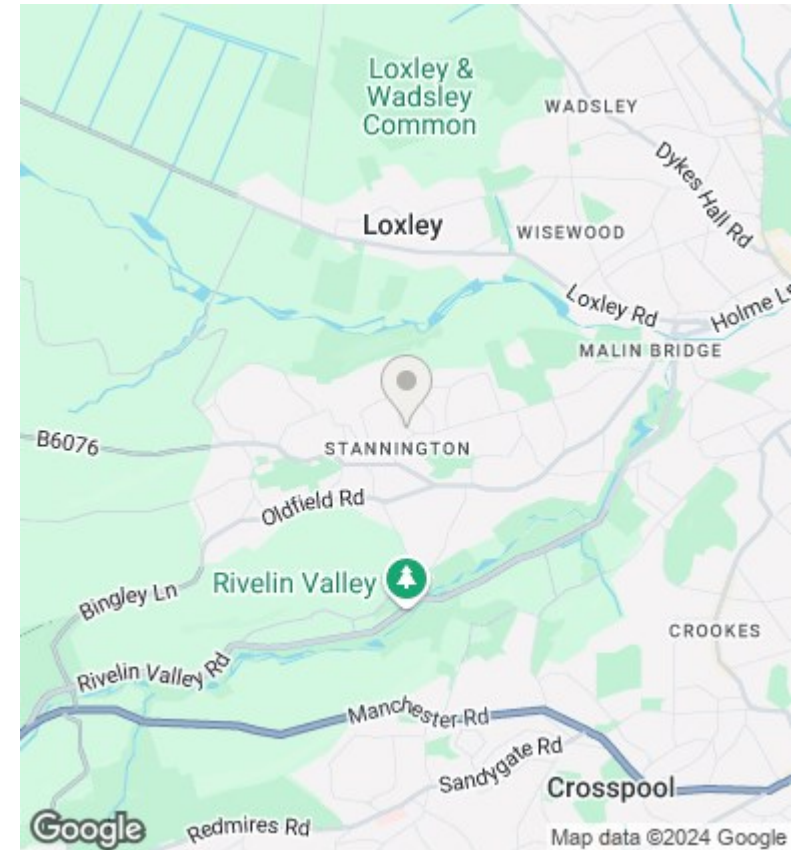 Loxley &
Wadsley
Common
WADSLEY
Dykes Hall Rd
Loxley
WISEWOOD
Loxley Rd
Holme Ln
MALIN BRIDGE
B6076
STANNINGTON
Oldfield Rd
Rivelin Valley
Bingley Ln
CROOKES
Rivelin Valley Rd
Manchester Rd
Sandygate Rd
Crosspool
Redmires Rd
Google
Map data ©2024 Google